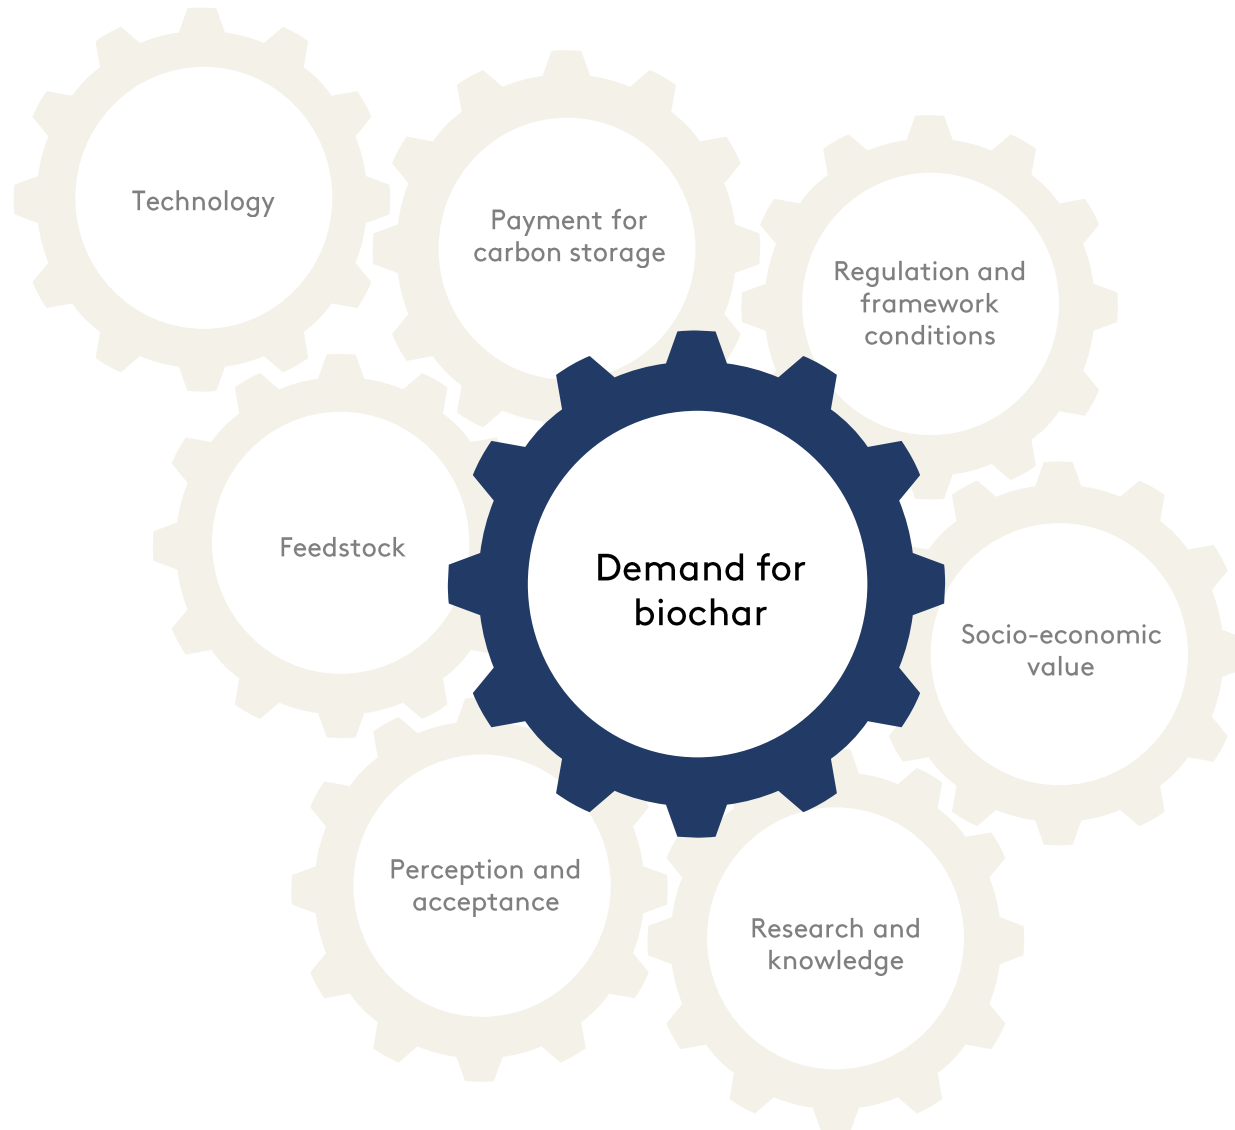 Technology
Payment for
carbon storage
Regulation and
framework
conditions
Feedstock
Demand for
biochar
Socio-economic
value
Perception and
acceptance
Research and
knowledge